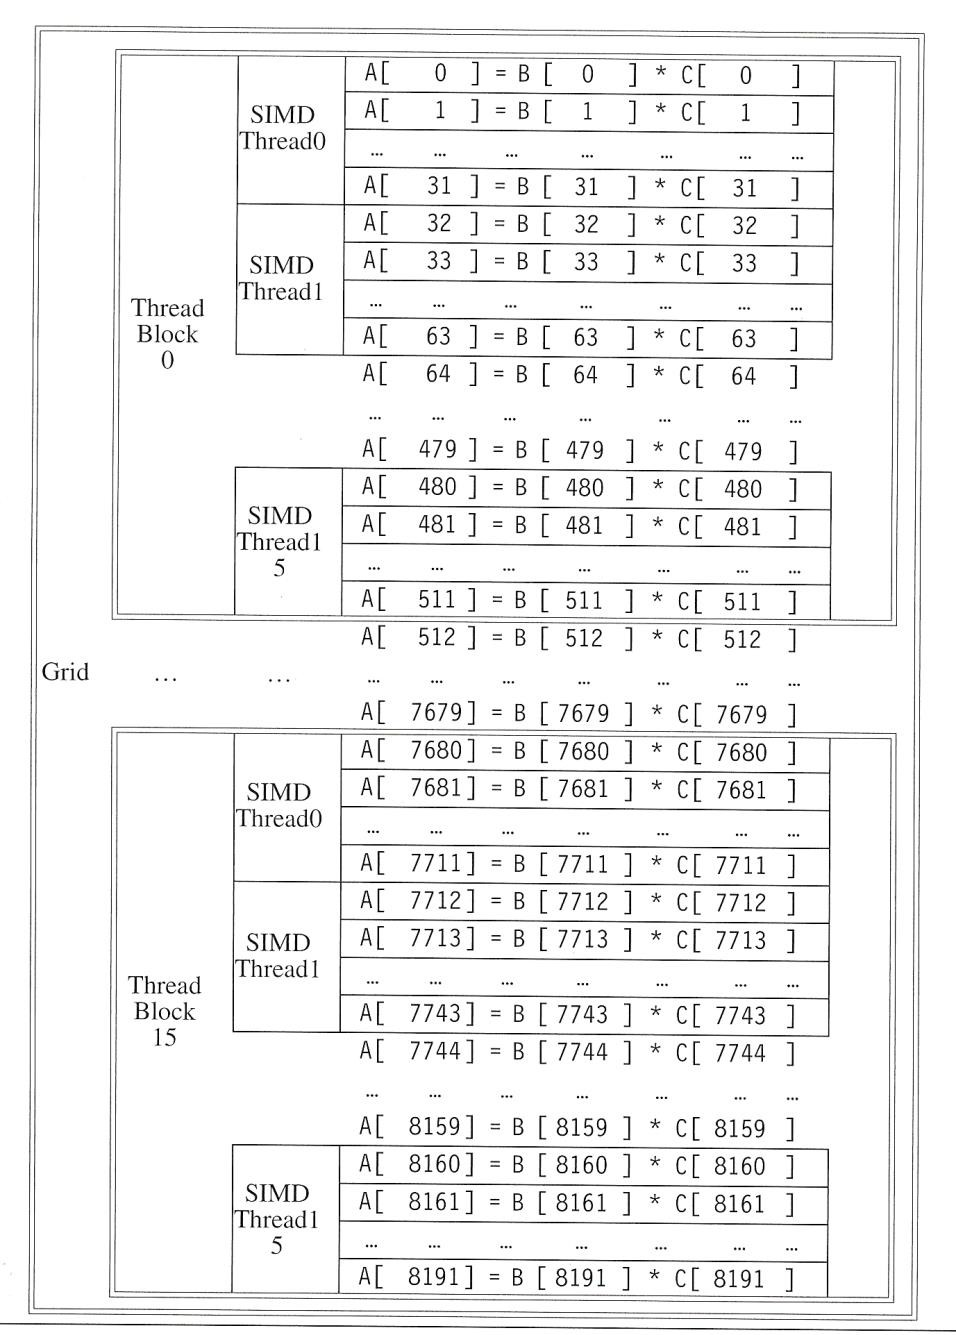 A[ 0 ] = B [ 0 ] * C[ 0 ]
A[ 1 ] = B [ 1 ] * C[ 1 ]
SIMD
Thread0
... ... ... ... ... ... ...
A[ 31 ] = B [ 31 ] * C[ 31 ]
A[ 32 ] = B [ 32 ] * C[ 32 ]
A[ 33 ] = B [ 33 ] * C[ 33 ]
SIMD
Thread1
... ... ... ... ... ... ...
A[ 63 ] = B [ 63 ] * C[ 63 ]
Thread
Block
0
A[ 64 ] = B [ 64 ] * C[ 64 ]
... ... ... ... ... ... ...
A[ 479 ] = B [ 479 ] * C[ 479 ]
A[ 480 ] = B [ 480 ] * C[ 480 ]
A[ 481 ] = B [ 481 ] * C[ 481 ]
SIMD
Thread1
5
... ... ... ... ... ... ...
A[ 511 ] = B [ 511 ] * C[ 511 ]
A[ 512 ] = B [ 512 ] * C[ 512 ]
Grid ... ... ... ... ... ... ... ... ...
A[ 7679] = B [ 7679 ] * C[ 7679 ]
A[ 7680] = B [ 7680 ] * C[ 7680 ]
A[ 7681] = B [ 7681 ] * C[ 7681 ]
SIMD
Thread0
... ... ... ... ... ... ...
A[ 7711] = B [ 7711 ] * C[ 7711 ]
A[ 7712] = B [ 7712 ] * C[ 7712 ]
A[ 7713] = B [ 7713 ] * C[ 7713 ]
SIMD
Thread1
... ... ... ... ... ... ...
A[ 7743] = B [ 7743 ] * C[ 7743 ]
Thread
Block
15
A[ 7744] = B [ 7744 ] * C[ 7744 ]
... ... ... ... ... ... ...
A[ 8159] = B [ 8159 ] * C[ 8159 ]
A[ 8160] = B [ 8160 ] * C[ 8160 ]
A[ 8161] = B [ 8161 ] * C[ 8161 ]
SIMD
Thread1
5
... ... ... ... ... ... ...
A[ 8191] = B [ 8191 ] * C[ 8191 ]